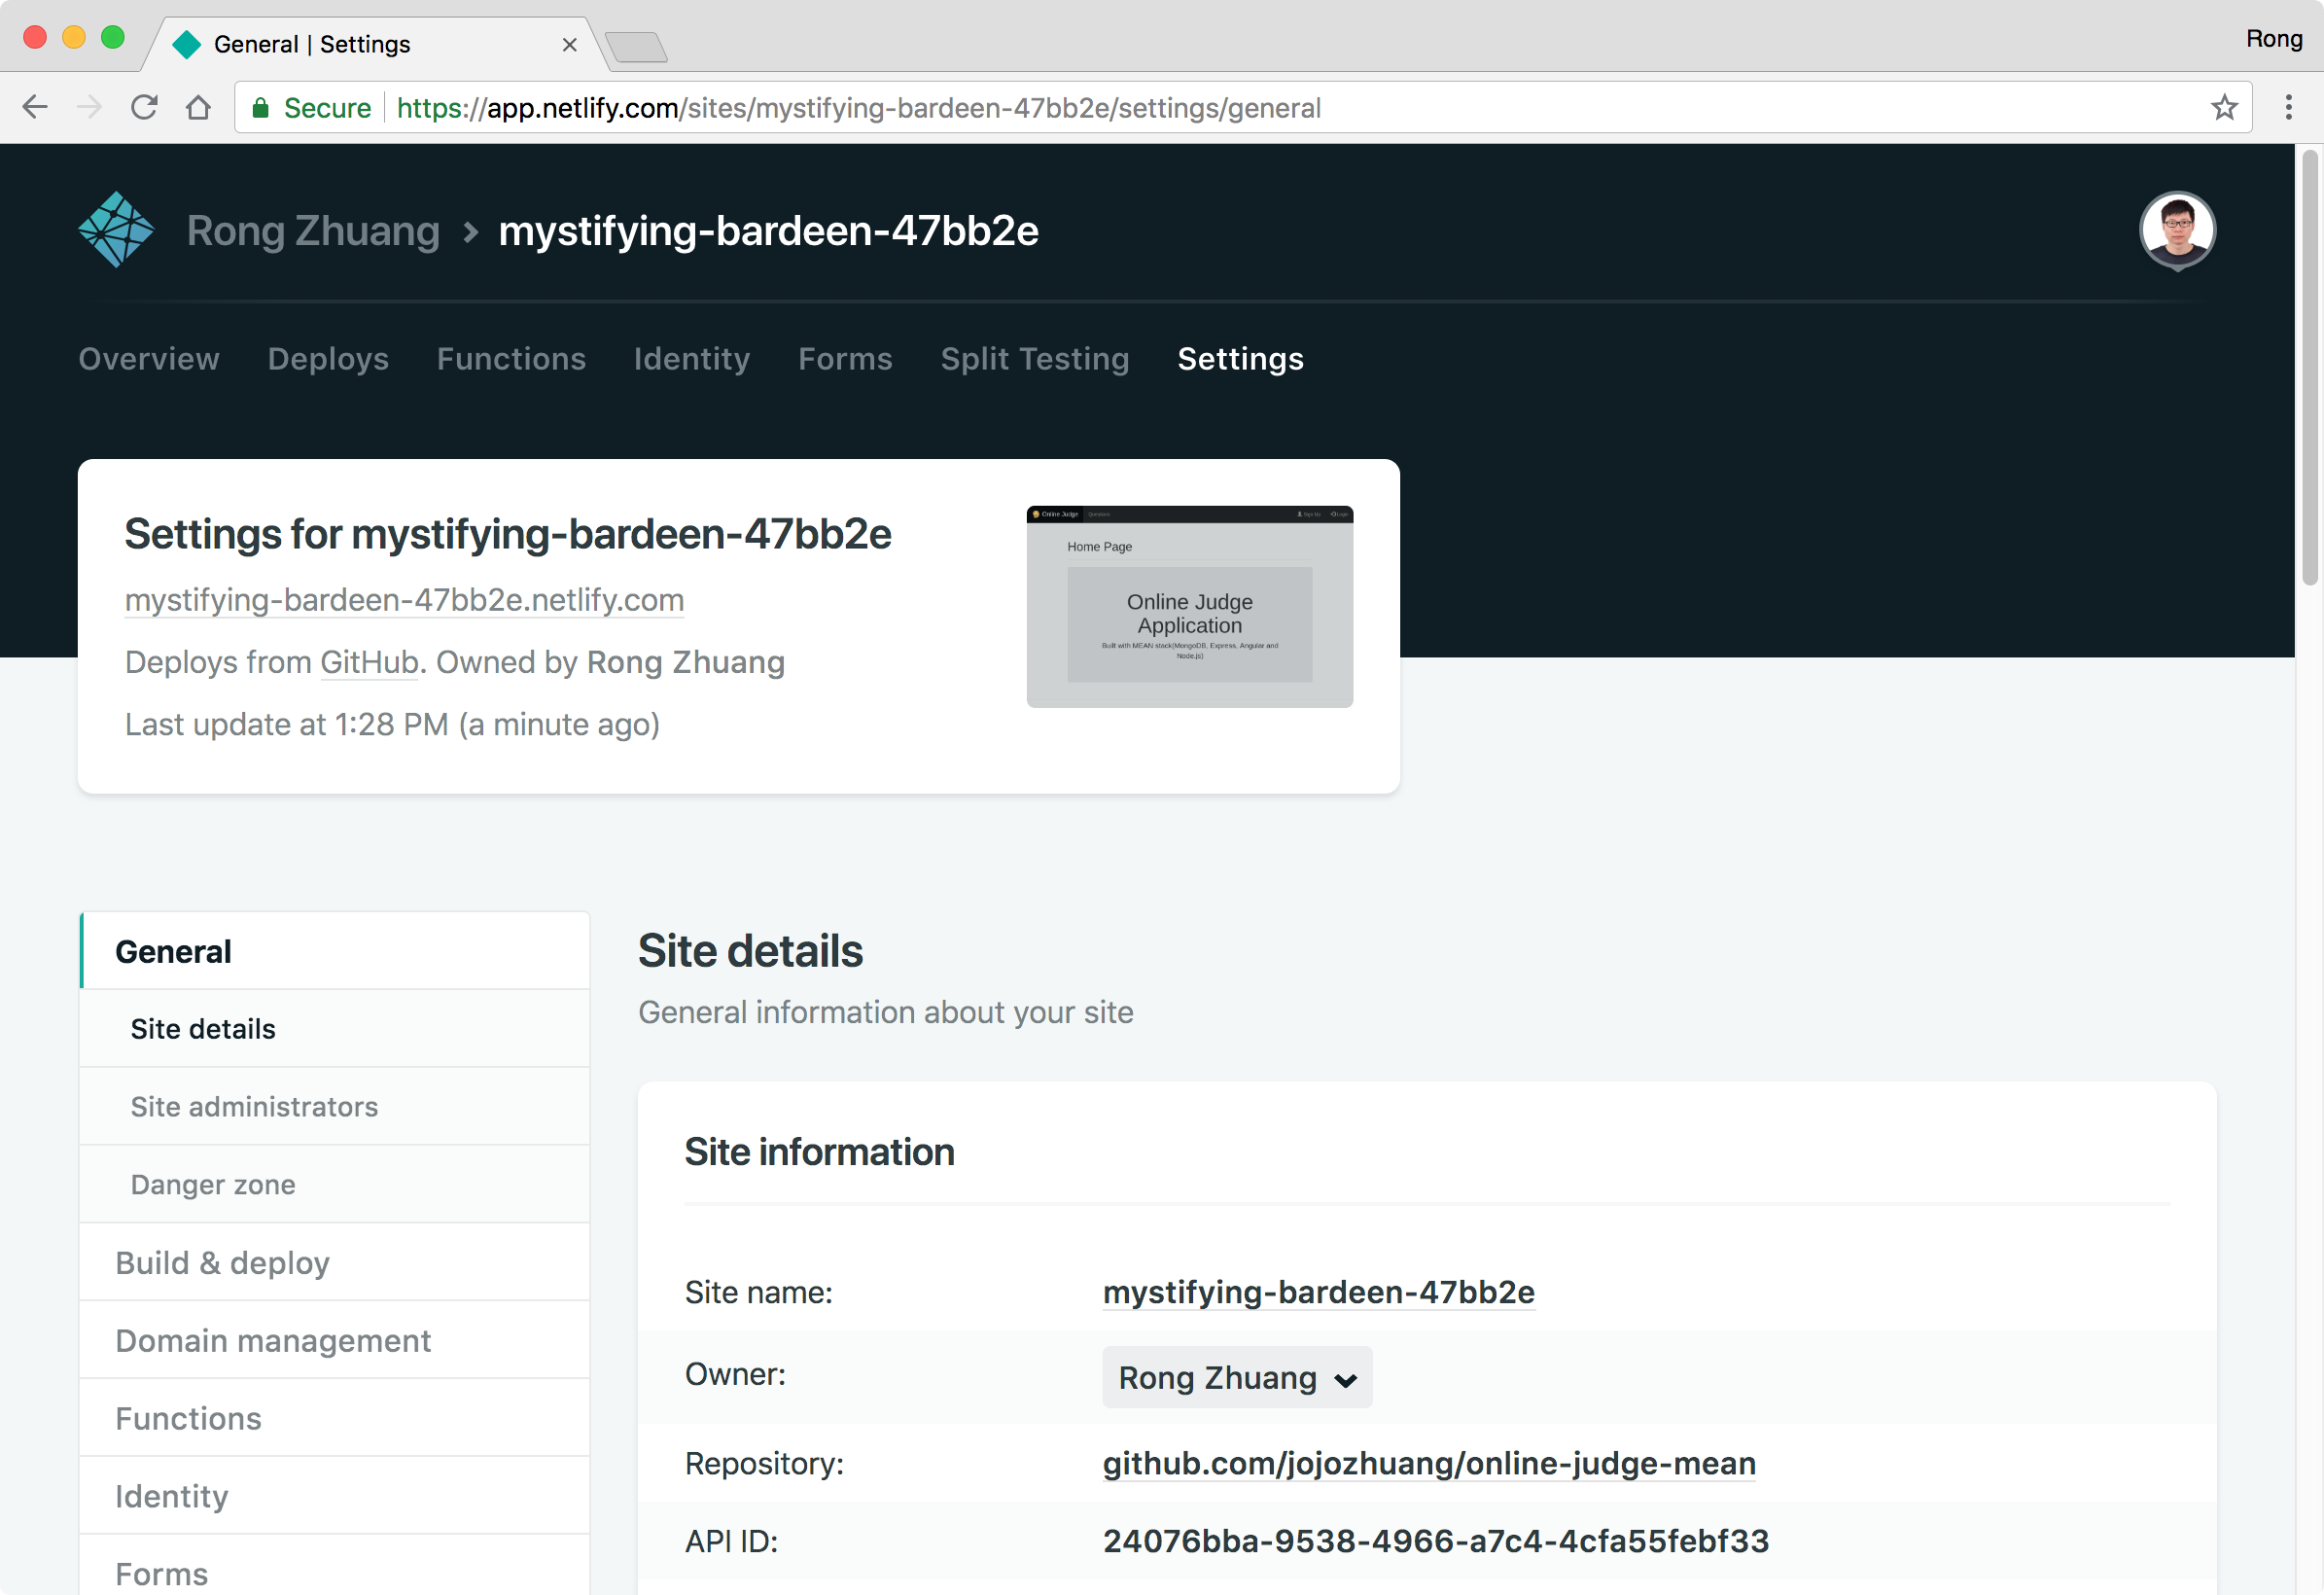 General | Settings
Rong
Secure https://app.netlify.com/sites/mystifying-bardeen-47bb2e/settings/general
Rong Zhuang › mystifying-bardeen-47bb2e
Overview Deploys Functions Identity Forms Split Testing Settings
Settings for mystifying-bardeen-47bb2e
mystifying-bardeen-47bb2e.netlify.com
Deploys from GitHub. Owned by Rong Zhuang
Last update at 1:28 PM (a minute ago)
Online Judge Questions Sign Up Login
Home Page
Online Judge
Application
Built with MEAN stack(MongoDB, Express, Angular and
Node.js)
General
Site details
Site administrators
Danger zone
Build & deploy
Domain management
Functions
Identity
Forms
Site details
General information about your site
Site information
Site name: mystifying-bardeen-47bb2e
Owner: Rong Zhuang
Repository: github.com/jojozhuang/online-judge-mean
API ID: 24076bba-9538-4966-a7c4-4cfa55febf33